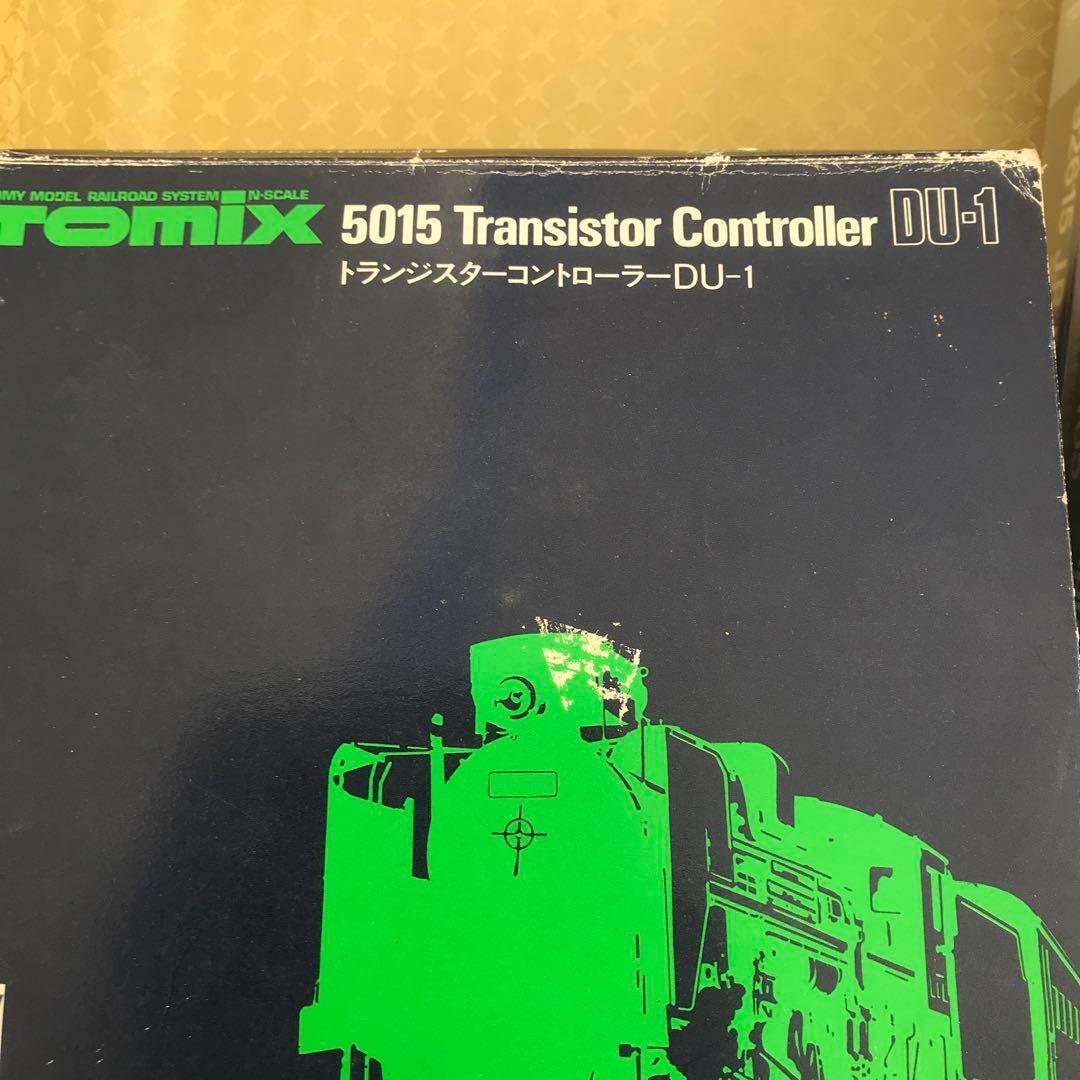 MY MODEL RAILROAD SYSTEM N-SCALE
TOMIX 5015 Transistor Controller DU-1
トランジスターコントローラーDU-1